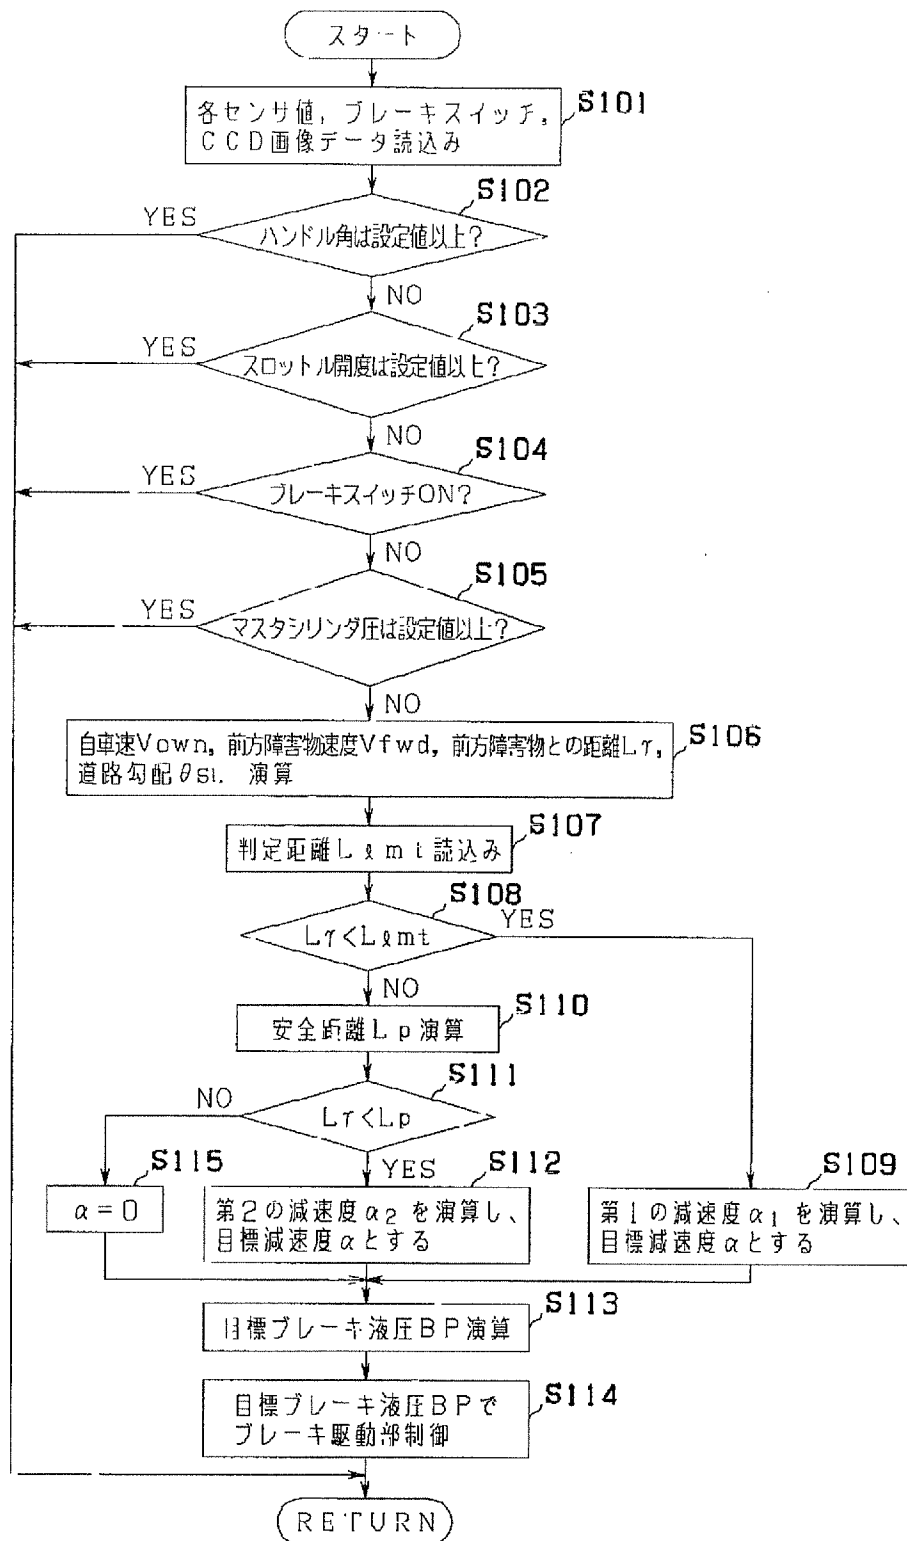 スタート
各センサ値，ブレーキスイッチ，
CCD画像データ読込み
S101
S102
YES
ハンドル角は設定値以上？
NO
S103
YES
スロットル開度は設定値以上？
NO
S104
YES
ブレーキスイッチON？
NO
S105
YES
マスタシリンダ圧は設定値以上？
NO
自車速Vown，前方障害物速度Vfwd，前方障害物との距離Lr，
道路勾配θSL 演算
S106
S107
判定距離Lℓmt読込み
S108
YES
Lr<Lℓmt
NO
S110
安全距離Lp演算
S111
NO
Lr<Lp
YES
S115
S112
S109
α=0
第2の減速度α2を演算し、
目標減速度αとする
第1の減速度α1を演算し、
目標減速度αとする
S113
目標ブレーキ液圧BP演算
S114
目標ブレーキ液圧BPで
ブレーキ駆動部制御
RETURN